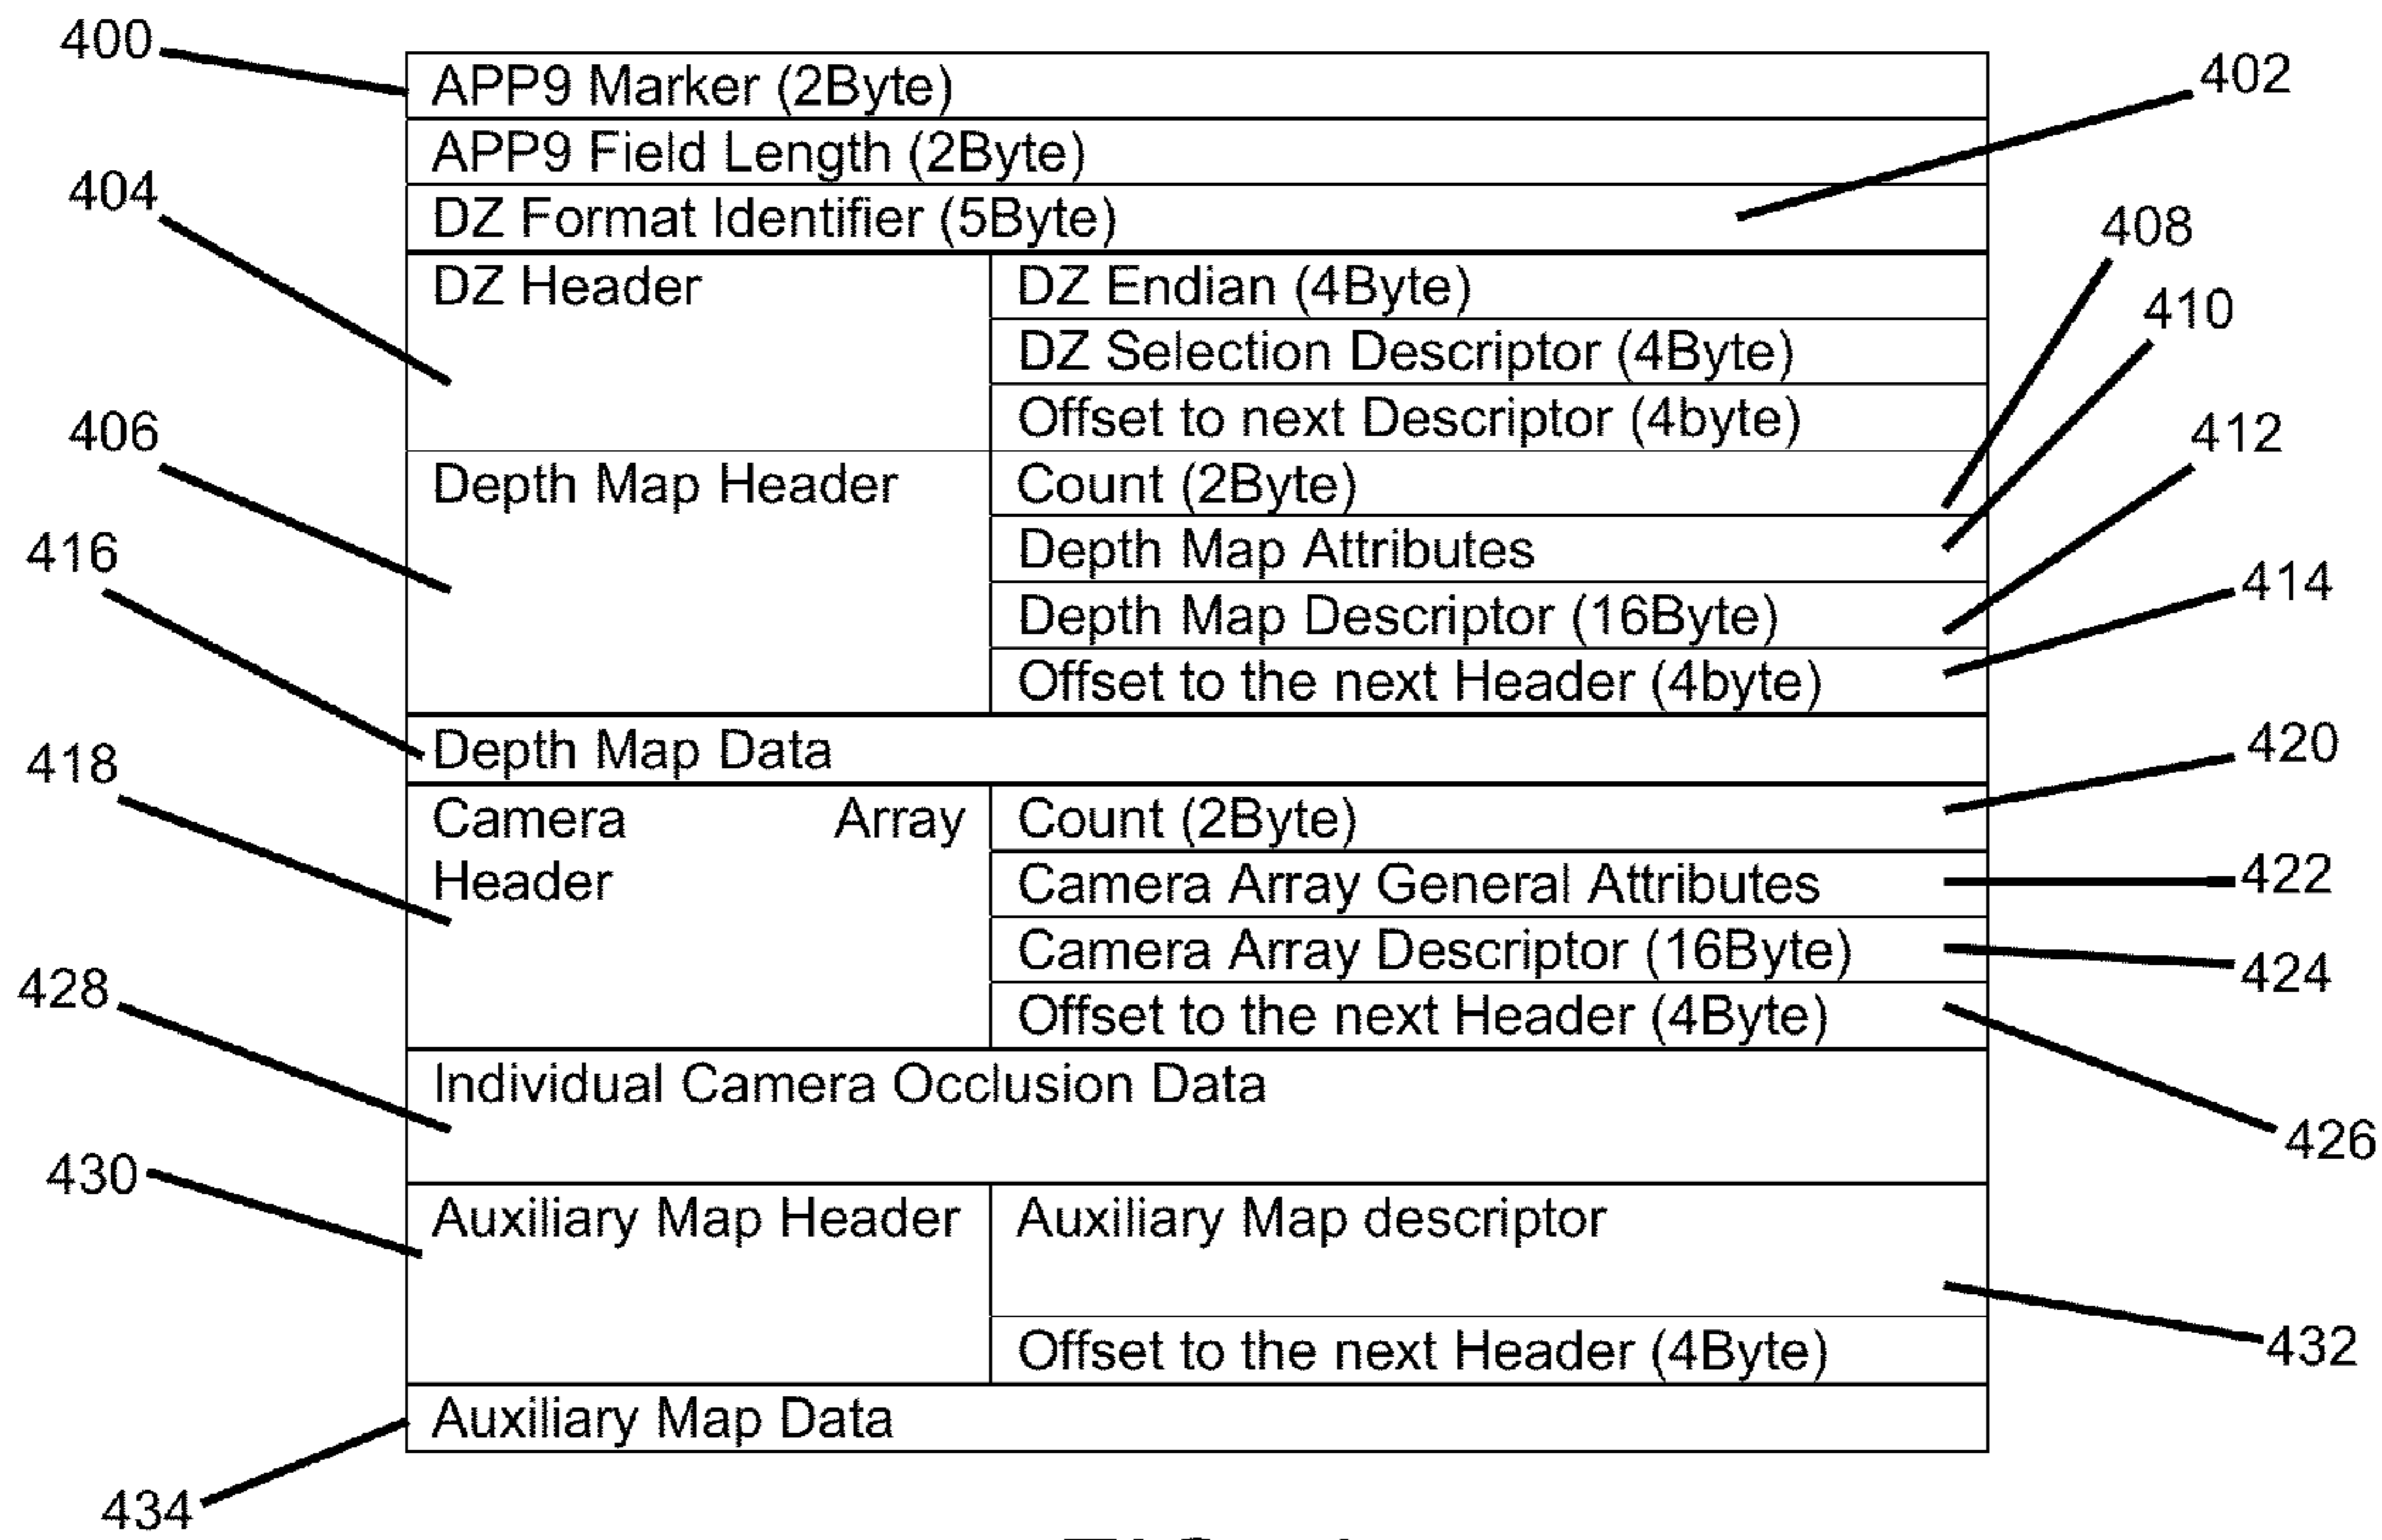 400
APP9 Marker (2Byte)
402
APP9 Field Length (2Byte)
404
DZ Format Identifier (5Byte)
408
DZ Header
DZ Endian (4Byte)
410
DZ Selection Descriptor (4Byte)
Offset to next Descriptor (4byte)
406
412
Depth Map Header
Count (2Byte)
416
Depth Map Attributes
414
Depth Map Descriptor (16Byte)
Offset to the next Header (4byte)
Depth Map Data
420
418
Camera Array
Header
Count (2Byte)
Camera Array General Attributes
422
Camera Array Descriptor (16Byte)
424
428
Offset to the next Header (4Byte)
Individual Camera Occlusion Data
426
430
Auxiliary Map Header
Auxiliary Map descriptor
Offset to the next Header (4Byte)
432
Auxiliary Map Data
434